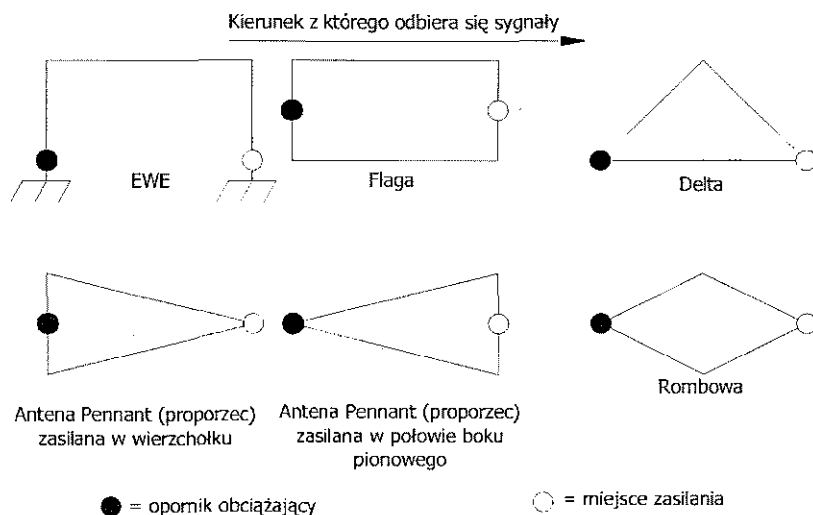 Kierunek z którego odbiera się sygnały
EWE
Flaga
Delta
Antena Pennant (proporzec)
zasilana w wierzchołku
Antena Pennant (proporzec)
zasilana w połowie boku
pionowego
Rombowa
= opornik obciążający
= miejsce zasilania